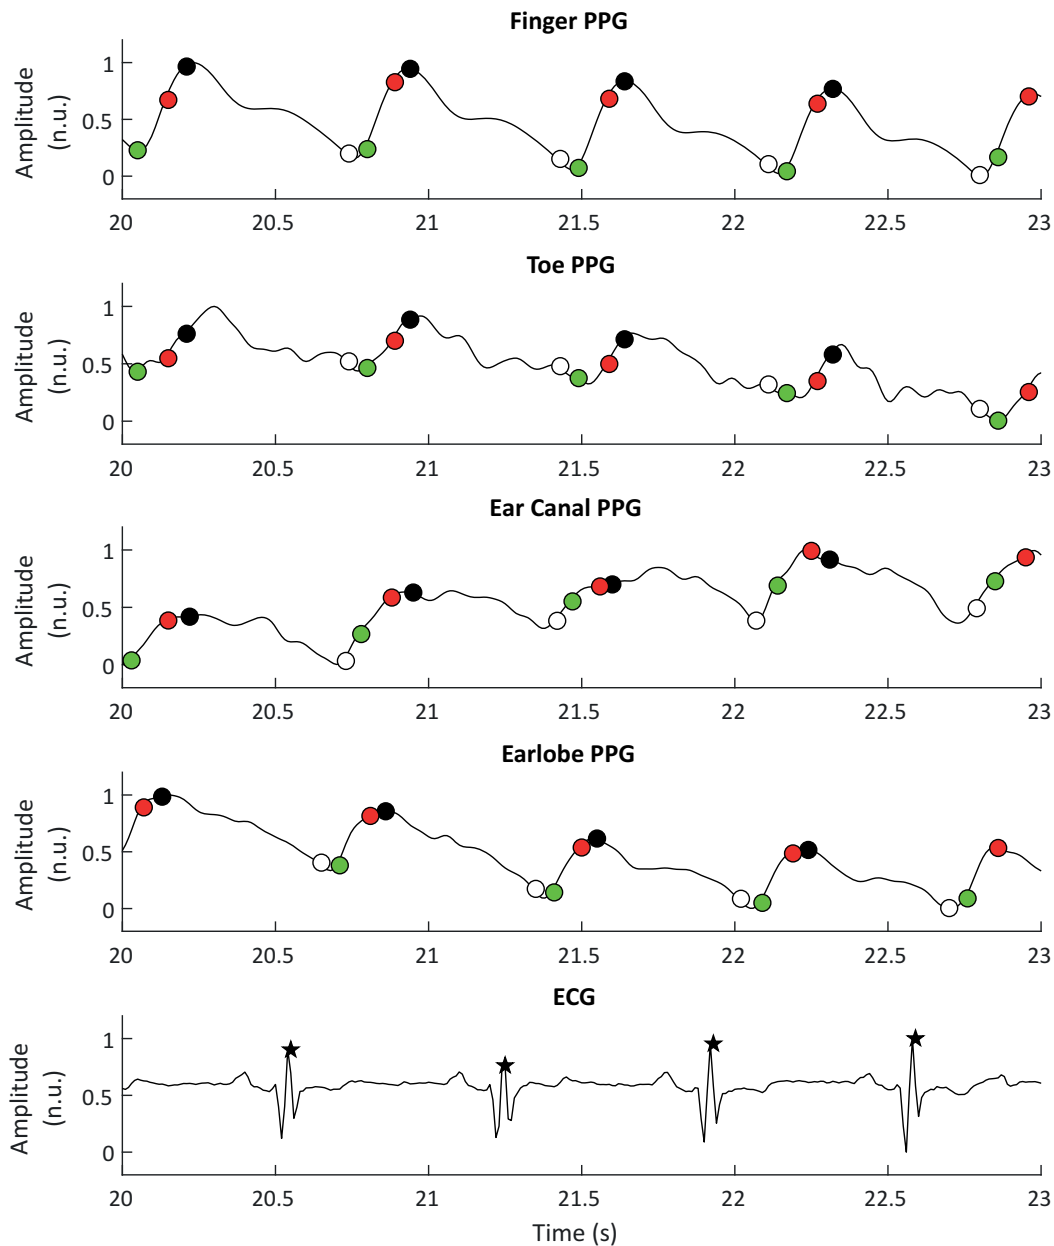 Finger PPG
Amplitude
(n.u.)
1
0.5
0
20 20.5 21 21.5 22 22.5 23
Toe PPG
Amplitude
(n.u.)
1
0.5
0
20 20.5 21 21.5 22 22.5 23
Ear Canal PPG
Amplitude
(n.u.)
1
0.5
0
20 20.5 21 21.5 22 22.5 23
Earlobe PPG
Amplitude
(n.u.)
1
0.5
0
20 20.5 21 21.5 22 22.5 23
ECG
Amplitude
(n.u.)
1
0.5
0
20 20.5 21 21.5 22 22.5 23
Time (s)